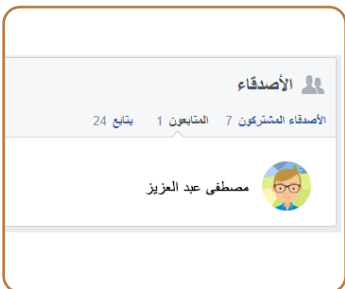 الأصدقاء
الأصدقاء المشتركون 7 المتابعون 1 يتابع 24
مصطفى عبد العزيز